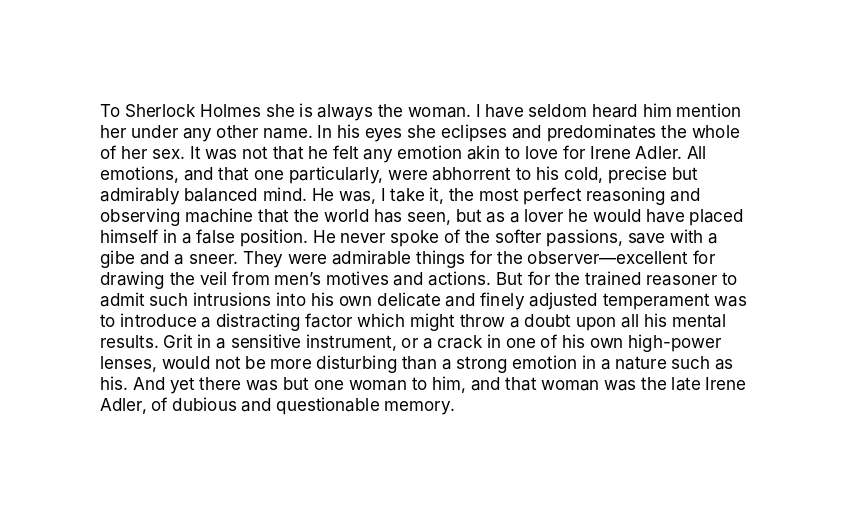 To Sherlock Holmes she is always the woman. I have seldom heard him mention
her under any other name. In his eyes she eclipses and predominates the whole
of her sex. It was not that he felt any emotion akin to love for Irene Adler. All
emotions, and that one particularly, were abhorrent to his cold, precise but
admirably balanced mind. He was, I take it, the most perfect reasoning and
observing machine that the world has seen, but as a lover he would have placed
himself in a false position. He never spoke of the softer passions, save with a
gibe and a sneer. They were admirable things for the observer—excellent for
drawing the veil from men’s motives and actions. But for the trained reasoner to
admit such intrusions into his own delicate and finely adjusted temperament was
to introduce a distracting factor which might throw a doubt upon all his mental
results. Grit in a sensitive instrument, or a crack in one of his own high-power
lenses, would not be more disturbing than a strong emotion in a nature such as
his. And yet there was but one woman to him, and that woman was the late Irene
Adler, of dubious and questionable memory.